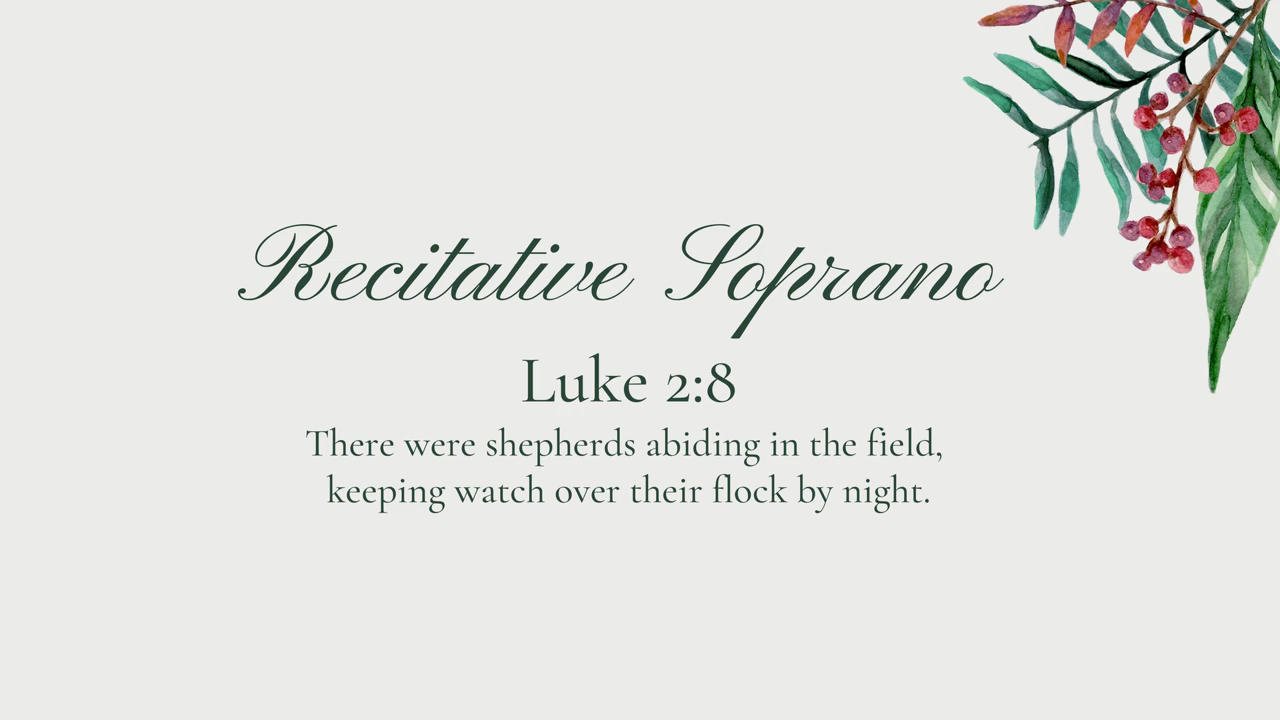 Recitative Soprano
Luke 2:8
There were shepherds abiding in the field,
keeping watch over their flock by night.